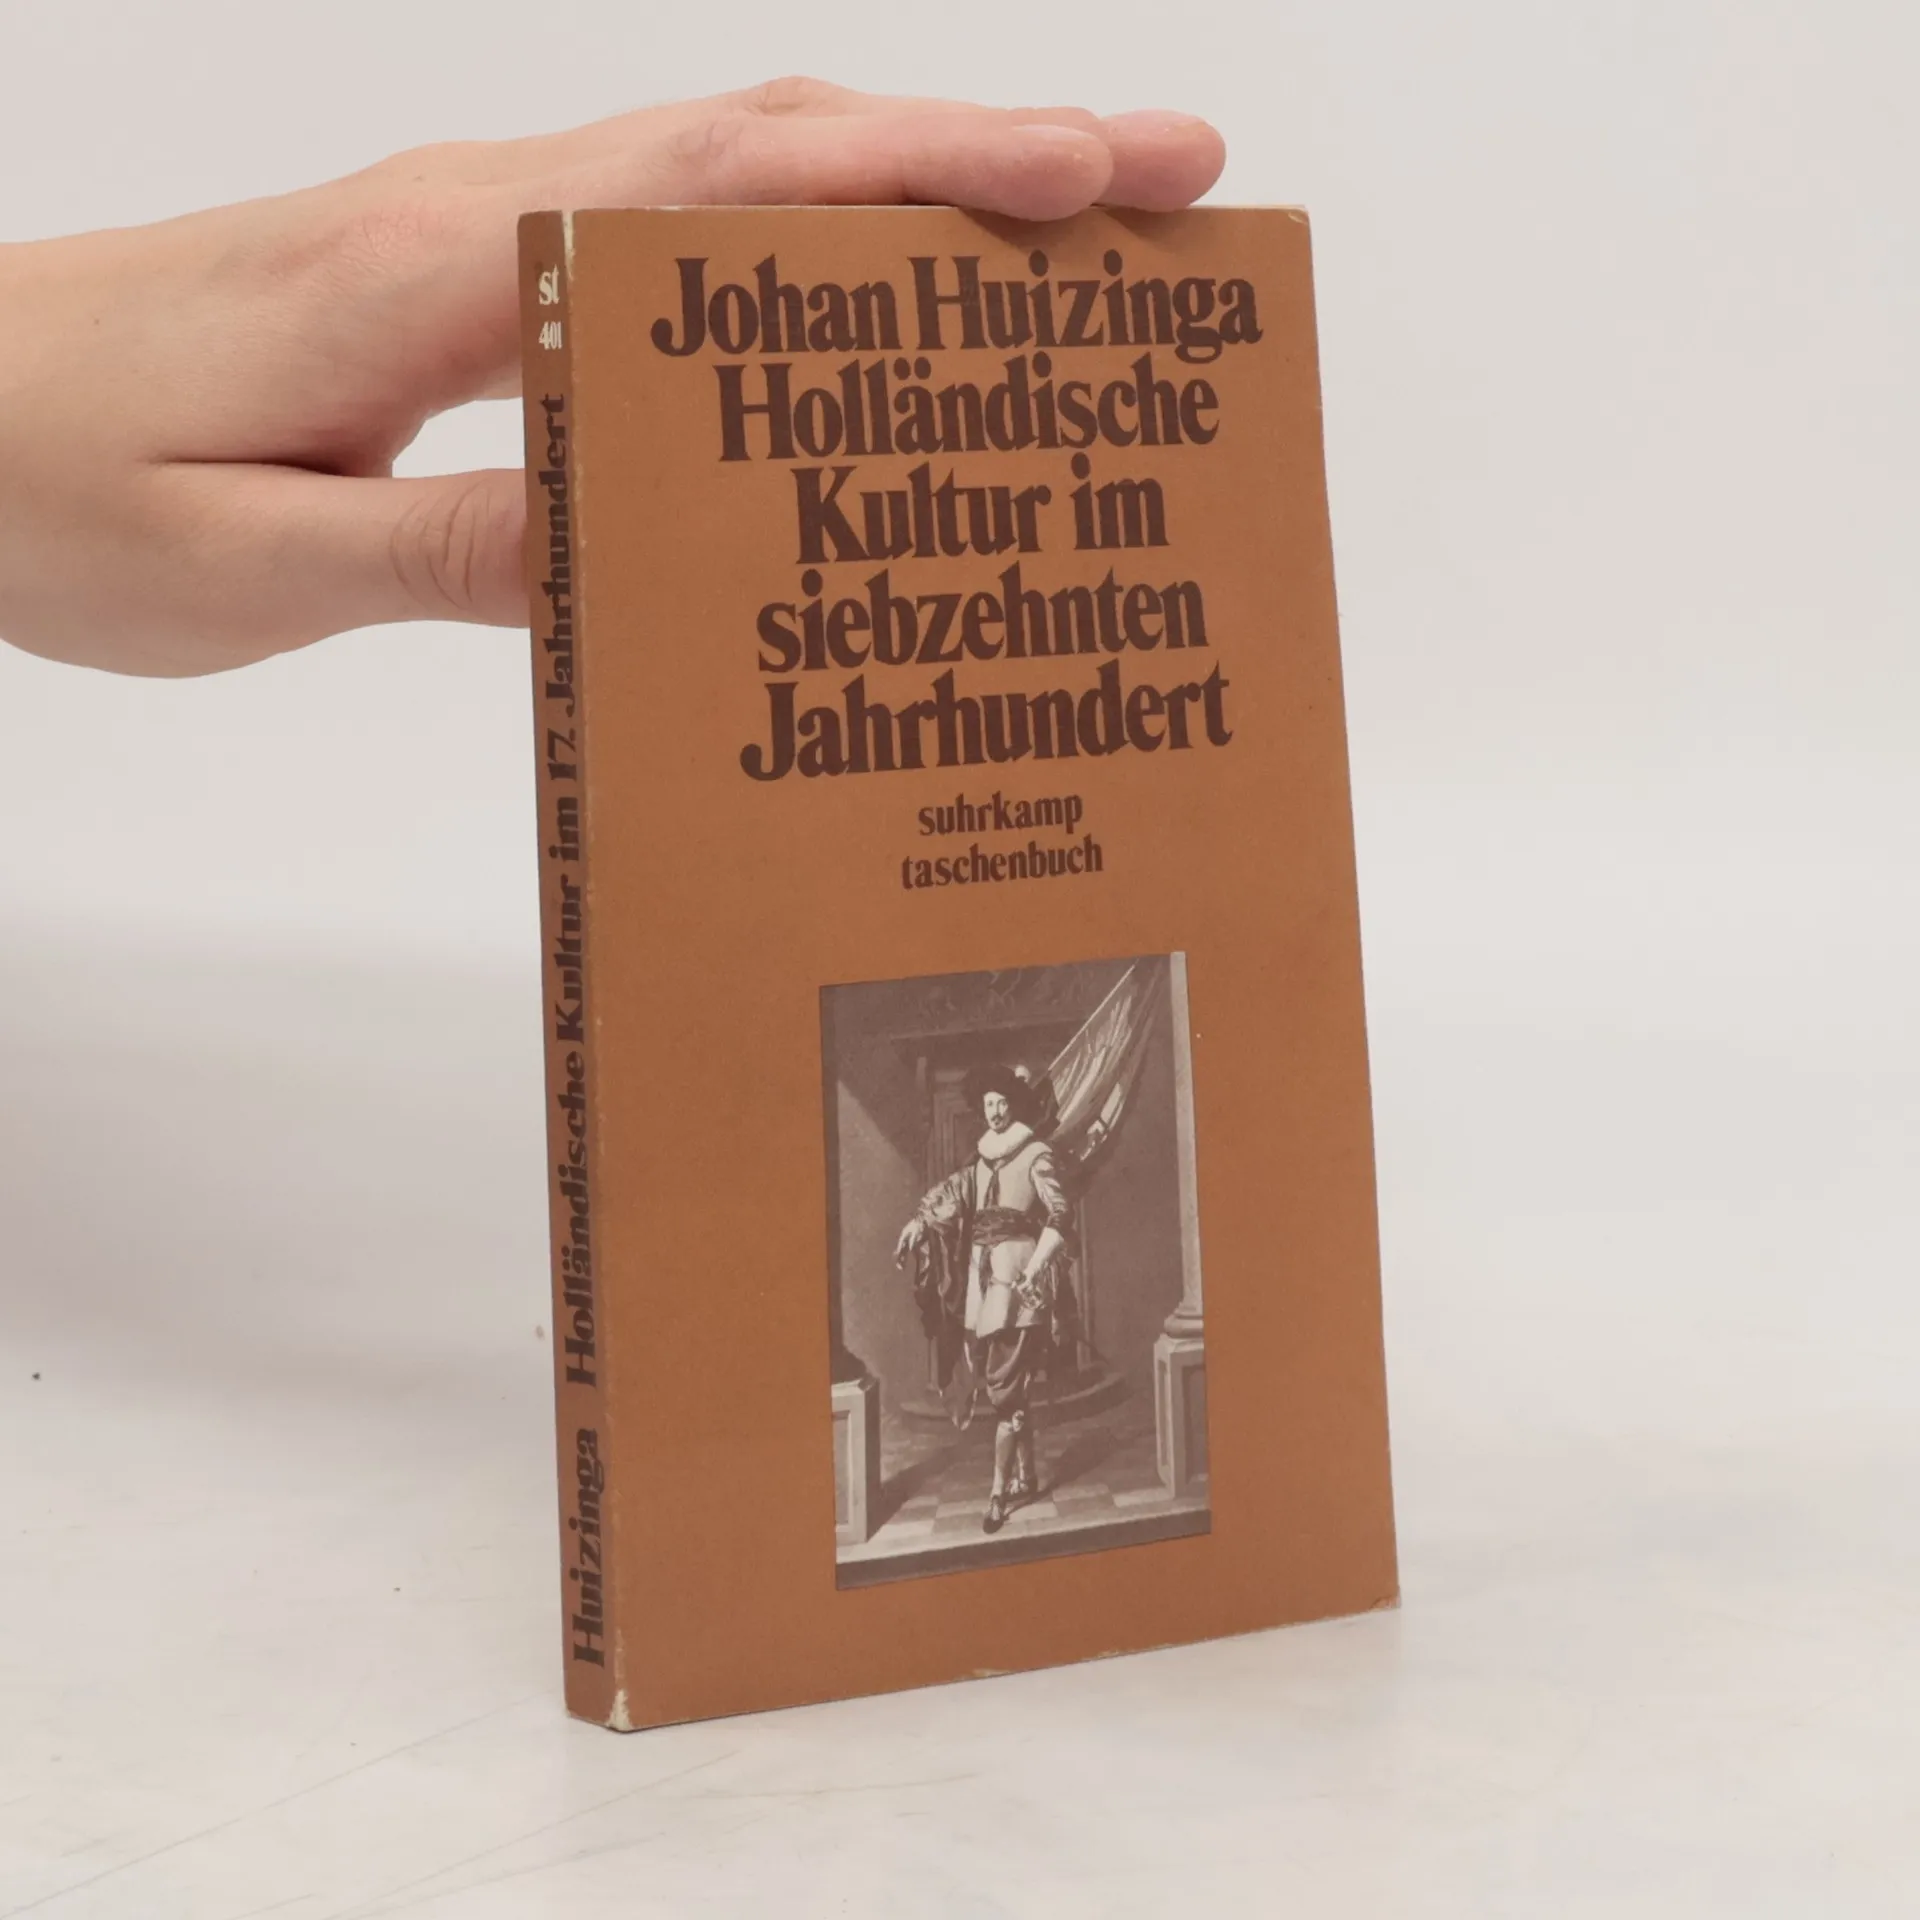 Johan Huizinga
Holländische
Kultur im
siebzehnten
Jahrhundert
suhrkamp
taschenbuch
st
401
Huizinga Holländische Kultur im 17. Jahrhundert